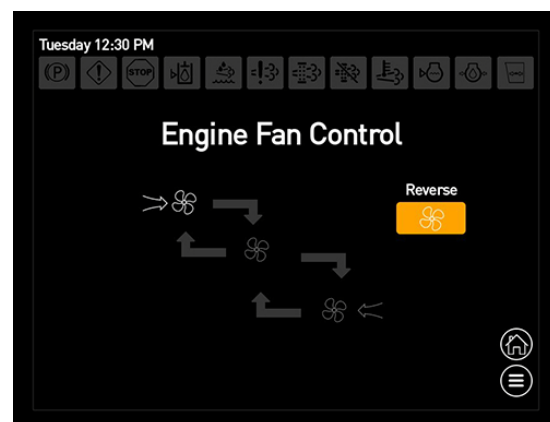 Tuesday 12:30 PM
(P)
STOP
Engine Fan Control
Reverse